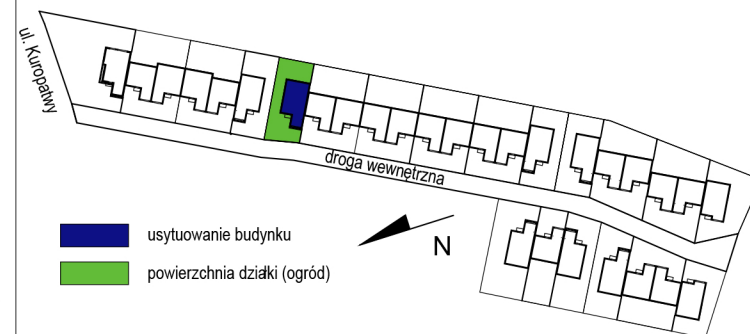 ul. Kuropatwy
droga wewnętrzna
usytuowanie budynku
N
powierzchnia działki (ogród)